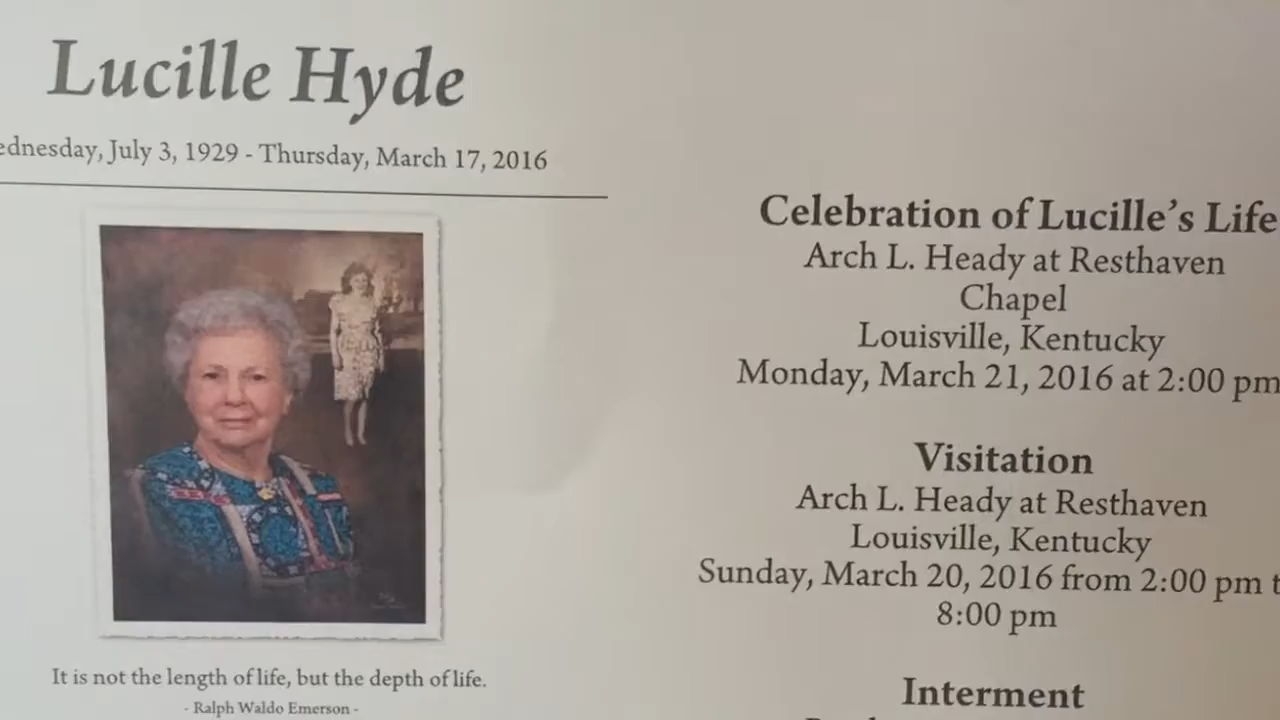 Lucille Hyde
ednesday, July 3, 1929 - Thursday, March 17, 2016
It is not the length of life, but the depth of life.
- Ralph Waldo Emerson -
Celebration of Lucille's Life
Arch L. Heady at Resthaven
Chapel
Louisville, Kentucky
Monday, March 21, 2016 at 2:00 pm
Visitation
Arch L. Heady at Resthaven
Louisville, Kentucky
Sunday, March 20, 2016 from 2:00 pm t
8:00 pm
Interment